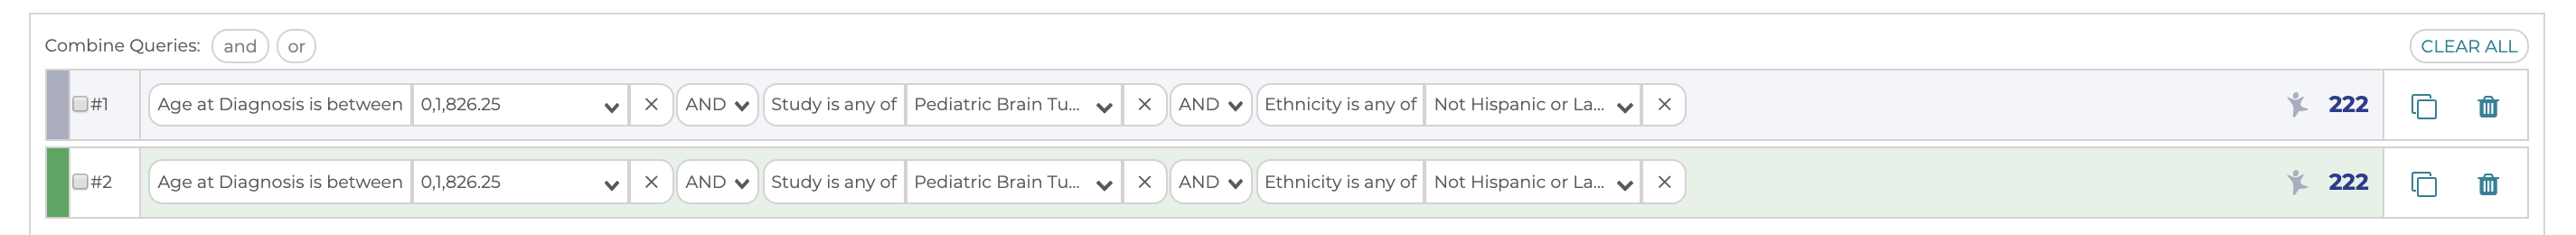 Combine Queries: and or CLEAR ALL
#1 Age at Diagnosis is between 0,1,826.25 AND Study is any of Pediatric Brain Tu... AND Ethnicity is any of Not Hispanic or La... 222
#2 Age at Diagnosis is between 0,1,826.25 AND Study is any of Pediatric Brain Tu... AND Ethnicity is any of Not Hispanic or La... 222